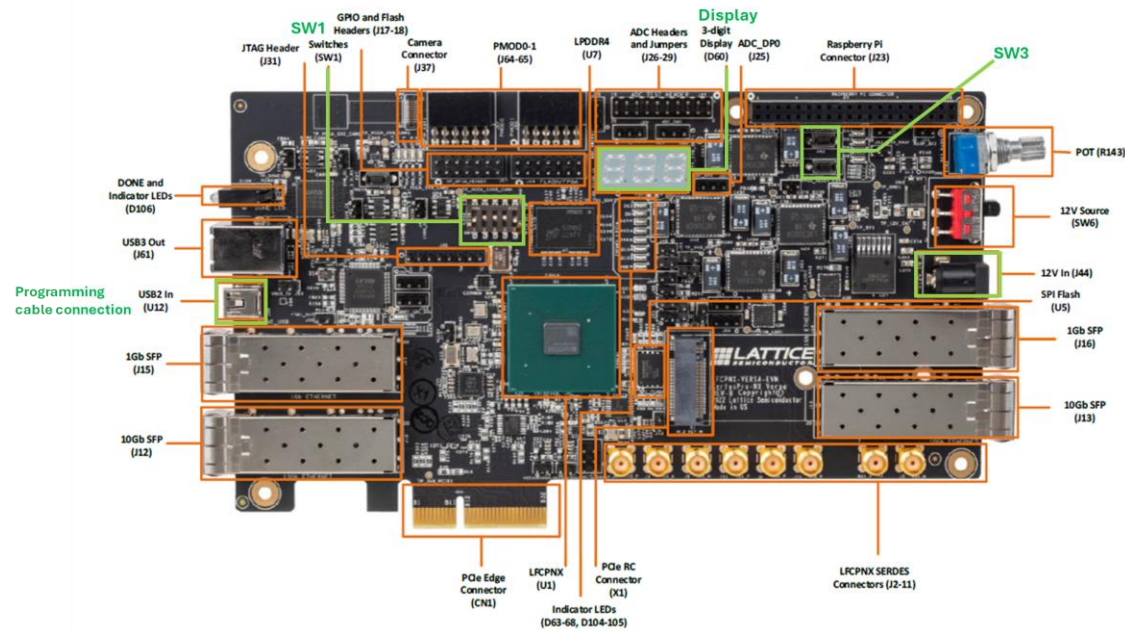 SW1
GPIO and Flash
Headers (J17-18)
JTAG Header
(J31)
Switches
(SW1)
Camera
Connector
(J37)
PMOD0-1
(J64-65)
LPDDR4
(U7)
ADC Headers
and Jumpers
(J26-29)
Display
3-digit
Display
(D60)
ADC_DP0
(J25)
Raspberry Pi
Connector (J23)
SW3
DONE and
Indicator LEDs
(D106)
USB3 Out
(J61)
Programming
cable connection
USB2 In
(U12)
1Gb SFP
(J15)
10Gb SFP
(J12)
POT (R143)
12V Source
(SW6)
12V In (J44)
SPI Flash
(U5)
1Gb SFP
(J16)
10Gb SFP
(J13)
LATTICE
SEMICONDUCTOR
PCIe Edge
Connector
(CN1)
LFCPNX
(U1)
Indicator LEDs
(D63-68, D104-105)
PCIe RC
Connector
(X1)
LFCPNX SERDES
Connectors (J2-11)